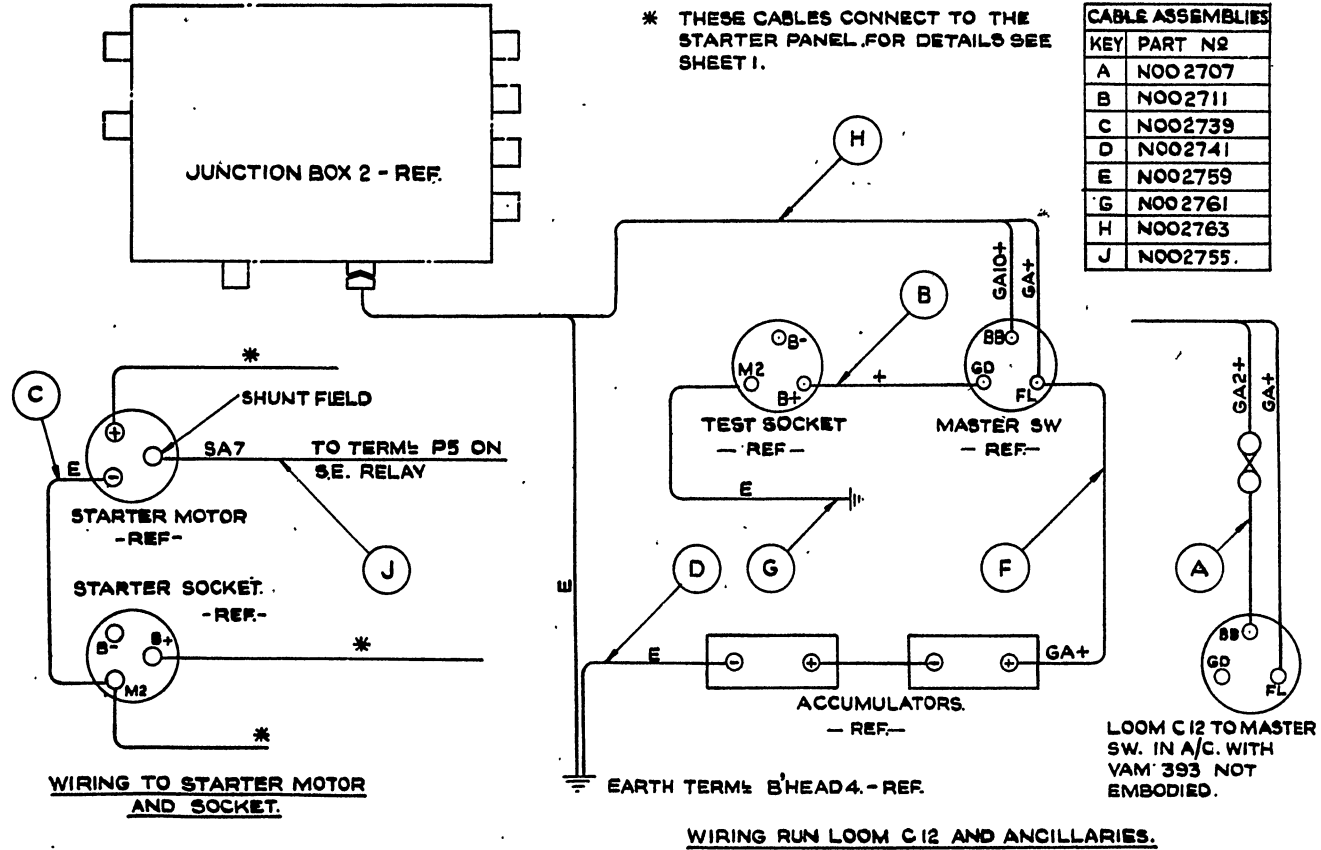 * THESE CABLES CONNECT TO THE
STARTER PANEL. FOR DETAILS SEE
SHEET 1.
CABLE ASSEMBLIES
KEY PART Nº
A N002707
B N002711
C N002739
D N002741
E N002759
G N002761
H N002763
J N002755.
JUNCTION BOX 2 - REF.
H
GA10+
GA+
B
B-
M2
B+
+
BB
GD
FL
TEST SOCKET
- REF -
MASTER SW
- REF.-
E
G
F
D
E
E
GA+
- + - +
ACCUMULATORS.
- REF.-
EARTH TERML B'HEAD 4. - REF.
WIRING RUN LOOM C12 AND ANCILLARIES.
*
C
SHUNT FIELD
+
SA7
TO TERML P5 ON
S.E. RELAY
E
-
STARTER MOTOR
-REF-
J
STARTER SOCKET.
-REF.-
B-
B+
*
M2
*
WIRING TO STARTER MOTOR
AND SOCKET.
GA2+
GA+
A
BB
GD
FL
LOOM C12 TO MASTER
SW. IN A/C. WITH
VAM 393 NOT
EMBODIED.